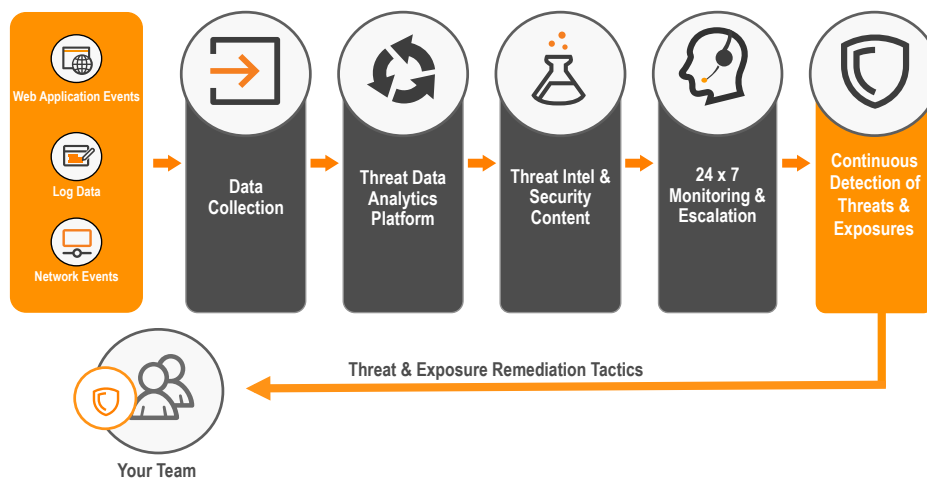 Web Application Events
Log Data
Network Events
Data
Collection
Threat Data
Analytics
Platform
Threat Intel &
Security
Content
24 x 7
Monitoring &
Escalation
Continuous
Detection of
Threats &
Exposures
Threat & Exposure Remediation Tactics
Your Team